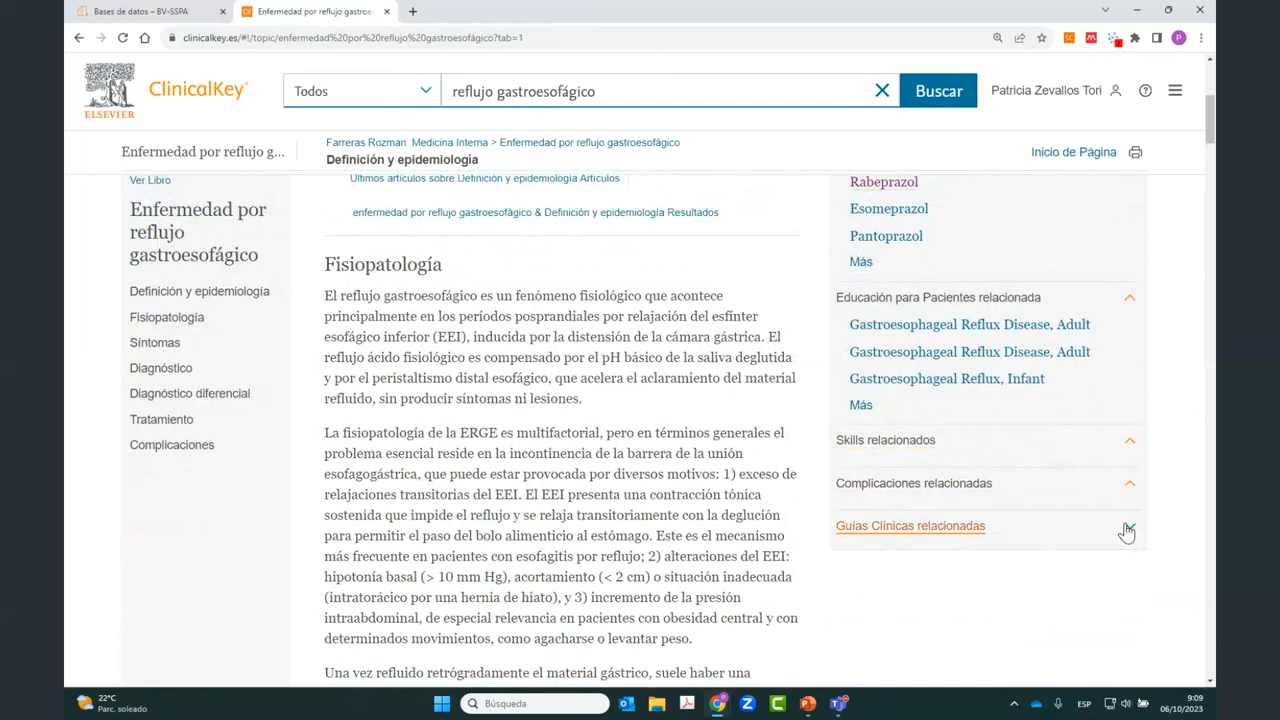 Bases de datos – BV-SSPA
Enfermedad por reflujo gastroes
clinicalkey.es/#!/topic/enfermedad%20por%20reflujo%20gastroesofágico?tab=1
ELSEVIER
ClinicalKey
Todos
reflujo gastroesofágico
Buscar
Patricia Zevallos Tori
Enfermedad por reflujo g...
Farreras Rozman. Medicina Interna > Enfermedad por reflujo gastroesofágico
Definición y epidemiología
Inicio de Página
Ver Libro
Enfermedad por
reflujo
gastroesofágico
Definición y epidemiología
Fisiopatología
Síntomas
Diagnóstico
Diagnóstico diferencial
Tratamiento
Complicaciones
Últimos artículos sobre Definición y epidemiología Artículos
enfermedad por reflujo gastroesofágico & Definición y epidemiología Resultados
Fisiopatología
El reflujo gastroesofágico es un fenómeno fisiológico que acontece
principalmente en los períodos posprandiales por relajación del esfínter
esofágico inferior (EEI), inducida por la distensión de la cámara gástrica. El
reflujo ácido fisiológico es compensado por el pH básico de la saliva deglutida
y por el peristaltismo distal esofágico, que acelera el aclaramiento del material
refluido, sin producir síntomas ni lesiones.
La fisiopatología de la ERGE es multifactorial, pero en términos generales el
problema esencial reside en la incontinencia de la barrera de la unión
esofagogástrica, que puede estar provocada por diversos motivos: 1) exceso de
relajaciones transitorias del EEI. El EEI presenta una contracción tónica
sostenida que impide el reflujo y se relaja transitoriamente con la deglución
para permitir el paso del bolo alimenticio al estómago. Este es el mecanismo
más frecuente en pacientes con esofagitis por reflujo; 2) alteraciones del EEI:
hipotonía basal (> 10 mm Hg), acortamiento (< 2 cm) o situación inadecuada
(intratorácico por una hernia de hiato), y 3) incremento de la presión
intraabdominal, de especial relevancia en pacientes con obesidad central y con
determinados movimientos, como agacharse o levantar peso.
Una vez refluido retrógradamente el material gástrico, suele haber una
Rabeprazol
Esomeprazol
Pantoprazol
Más
Educación para Pacientes relacionada
Gastroesophageal Reflux Disease, Adult
Gastroesophageal Reflux Disease, Adult
Gastroesophageal Reflux, Infant
Más
Skills relacionados
Complicaciones relacionadas
Guías Clínicas relacionadas
22°C
Parc. soleado
Búsqueda
ESP
9:09
06/10/2023